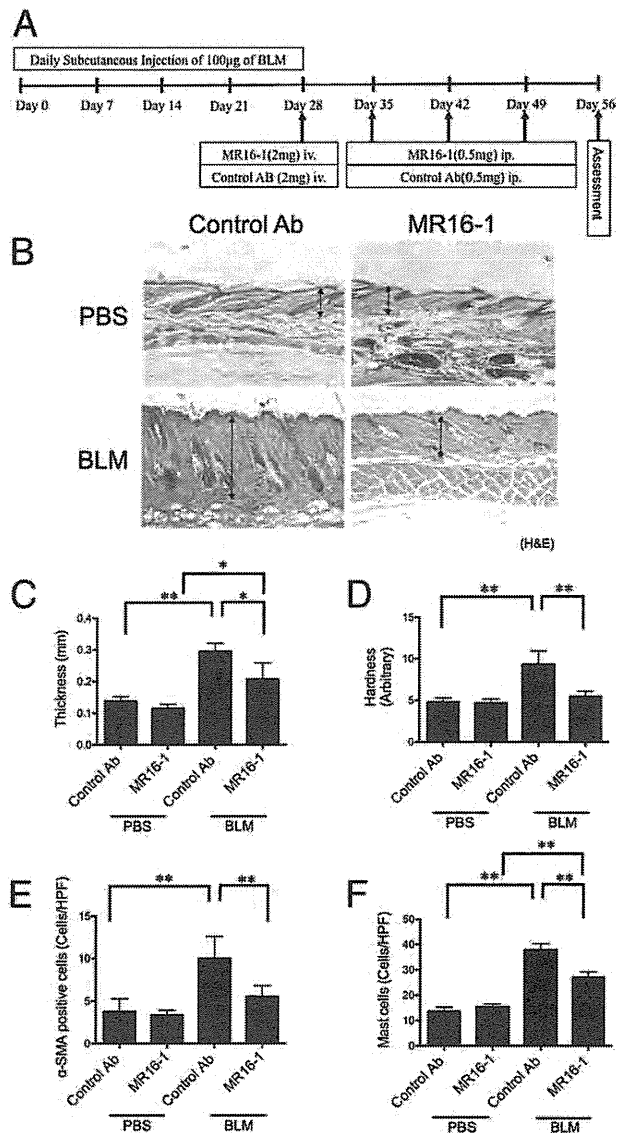 A
Daily Subcutaneous Injection of 100μg of BLM
Day 0 Day 7 Day 14 Day 21 Day 28 Day 35 Day 42 Day 49 Day 56
MR16-1(2mg) iv. MR16-1(0.5mg) ip.
Control AB (2mg) iv. Control Ab(0.5mg) ip.
Assessment
Control Ab MR16-1
B
PBS
BLM
(H&E)
C
Thickness (mm)
0.4
0.3
0.2
0.1
0.0
** * *
Control Ab MR16-1 Control Ab MR16-1
PBS BLM
D
Hardness
(Arbitrary)
15
10
5
0
** **
Control Ab MR16-1 Control Ab MR16-1
PBS BLM
E
α-SMA positive cells (Cells/HPF)
15
10
5
0
** **
Control Ab MR16-1 Control Ab MR16-1
PBS BLM
F
Mast cells (Cells/HPF)
50
40
30
20
10
0
** ** **
Control Ab MR16-1 Control Ab MR16-1
PBS BLM